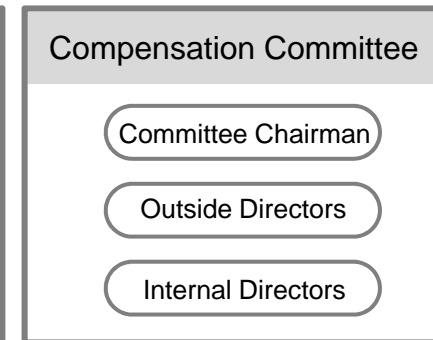 Compensation Committee
Committee Chairman
Outside Directors
Internal Directors